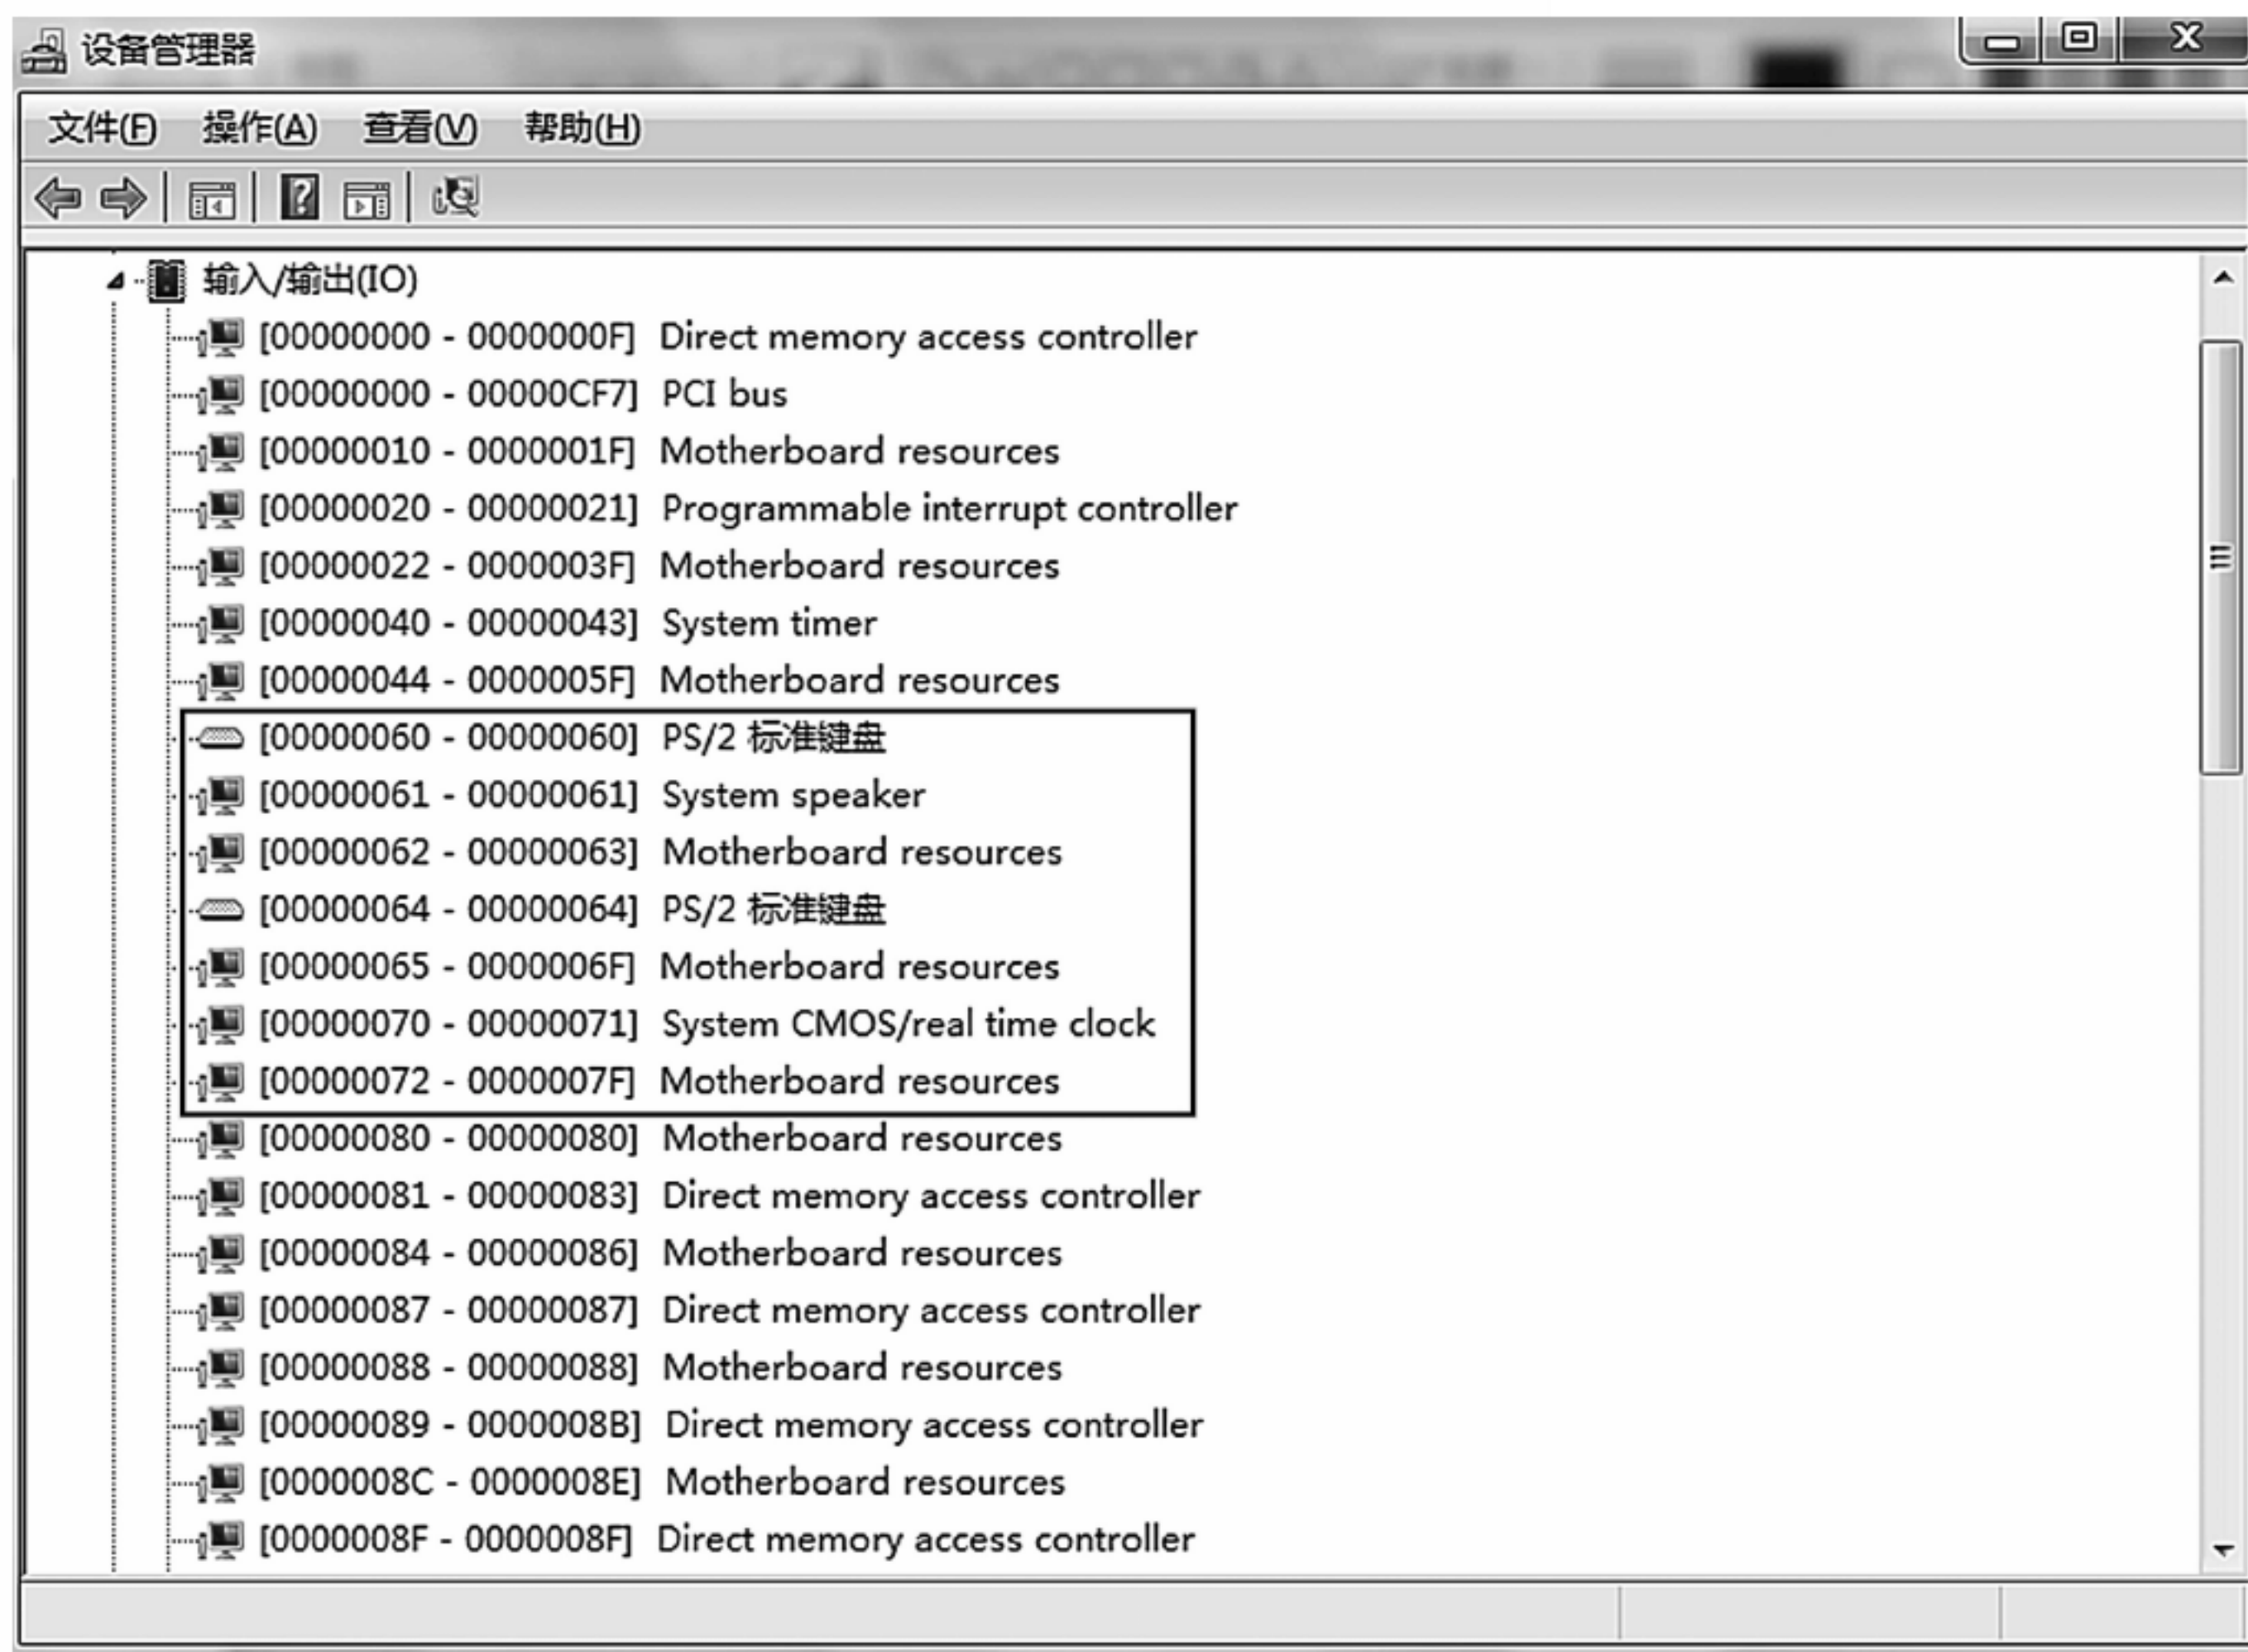 设备管理器
文件(F) 操作(A) 查看(V) 帮助(H)
输入/输出(IO)
[00000000 - 0000000F] Direct memory access controller
[00000000 - 00000CF7] PCI bus
[00000010 - 0000001F] Motherboard resources
[00000020 - 00000021] Programmable interrupt controller
[00000022 - 0000003F] Motherboard resources
[00000040 - 00000043] System timer
[00000044 - 0000005F] Motherboard resources
[00000060 - 00000060] PS/2 标准键盘
[00000061 - 00000061] System speaker
[00000062 - 00000063] Motherboard resources
[00000064 - 00000064] PS/2 标准键盘
[00000065 - 0000006F] Motherboard resources
[00000070 - 00000071] System CMOS/real time clock
[00000072 - 0000007F] Motherboard resources
[00000080 - 00000080] Motherboard resources
[00000081 - 00000083] Direct memory access controller
[00000084 - 00000086] Motherboard resources
[00000087 - 00000087] Direct memory access controller
[00000088 - 00000088] Motherboard resources
[00000089 - 0000008B] Direct memory access controller
[0000008C - 0000008E] Motherboard resources
[0000008F - 0000008F] Direct memory access controller